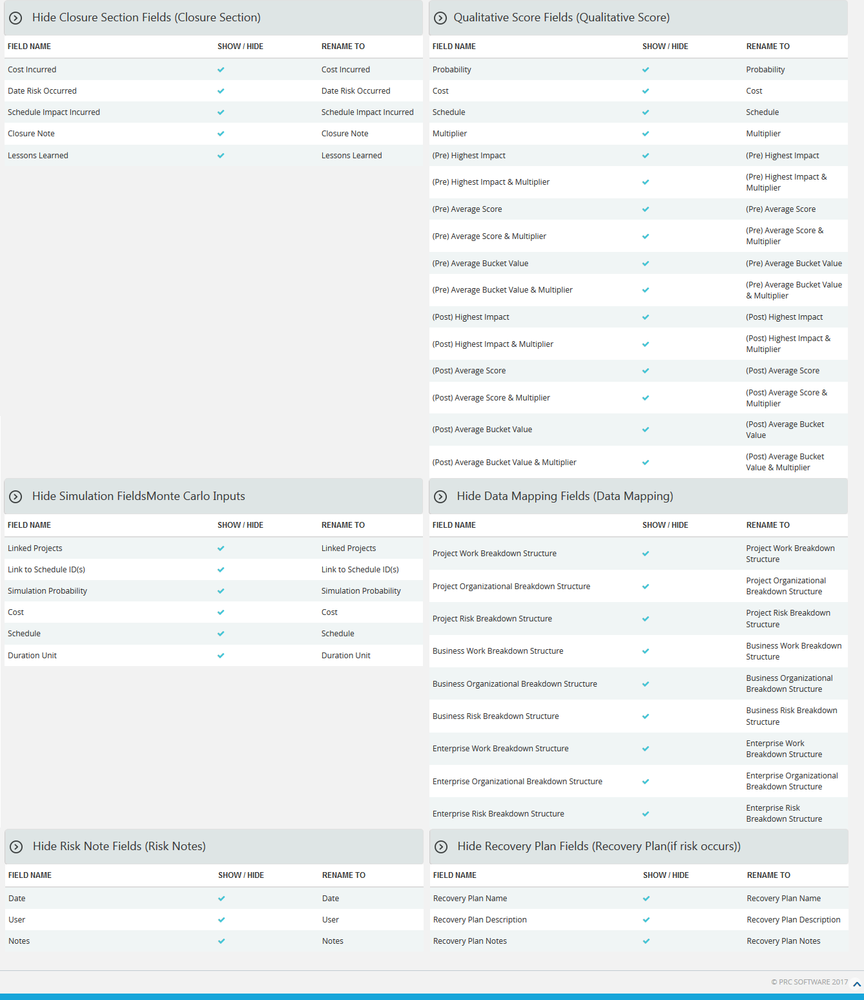 Hide Closure Section Fields (Closure Section)
FIELD NAME SHOW / HIDE RENAME TO
Cost Incurred Cost Incurred
Date Risk Occurred Date Risk Occurred
Schedule Impact Incurred Schedule Impact Incurred
Closure Note Closure Note
Lessons Learned Lessons Learned
Qualitative Score Fields (Qualitative Score)
FIELD NAME SHOW / HIDE RENAME TO
Probability Probability
Cost Cost
Schedule Schedule
Multiplier Multiplier
(Pre) Highest Impact (Pre) Highest Impact
(Pre) Highest Impact & Multiplier (Pre) Highest Impact &
Multiplier
(Pre) Average Score (Pre) Average Score
(Pre) Average Score & Multiplier (Pre) Average Score &
Multiplier
(Pre) Average Bucket Value (Pre) Average Bucket Value
(Pre) Average Bucket Value & Multiplier (Pre) Average Bucket Value
& Multiplier
(Post) Highest Impact (Post) Highest Impact
(Post) Highest Impact & Multiplier (Post) Highest Impact &
Multiplier
(Post) Average Score (Post) Average Score
(Post) Average Score & Multiplier (Post) Average Score &
Multiplier
(Post) Average Bucket Value (Post) Average Bucket
Value
(Post) Average Bucket Value & Multiplier (Post) Average Bucket
Value & Multiplier
Hide Simulation FieldsMonte Carlo Inputs
FIELD NAME SHOW / HIDE RENAME TO
Linked Projects Linked Projects
Link to Schedule ID(s) Link to Schedule ID(s)
Simulation Probability Simulation Probability
Cost Cost
Schedule Schedule
Duration Unit Duration Unit
Hide Data Mapping Fields (Data Mapping)
FIELD NAME SHOW / HIDE RENAME TO
Project Work Breakdown Structure Project Work Breakdown
Structure
Project Organizational Breakdown Structure Project Organizational
Breakdown Structure
Project Risk Breakdown Structure Project Risk Breakdown
Structure
Business Work Breakdown Structure Business Work Breakdown
Structure
Business Organizational Breakdown Structure Business Organizational
Breakdown Structure
Business Risk Breakdown Structure Business Risk Breakdown
Structure
Enterprise Work Breakdown Structure Enterprise Work
Breakdown Structure
Enterprise Organizational Breakdown Structure Enterprise Organizational
Breakdown Structure
Enterprise Risk Breakdown Structure Enterprise Risk
Breakdown Structure
Hide Risk Note Fields (Risk Notes)
FIELD NAME SHOW / HIDE RENAME TO
Date Date
User User
Notes Notes
Hide Recovery Plan Fields (Recovery Plan(if risk occurs))
FIELD NAME SHOW / HIDE RENAME TO
Recovery Plan Name Recovery Plan Name
Recovery Plan Description Recovery Plan Description
Recovery Plan Notes Recovery Plan Notes
© PRC SOFTWARE 2017